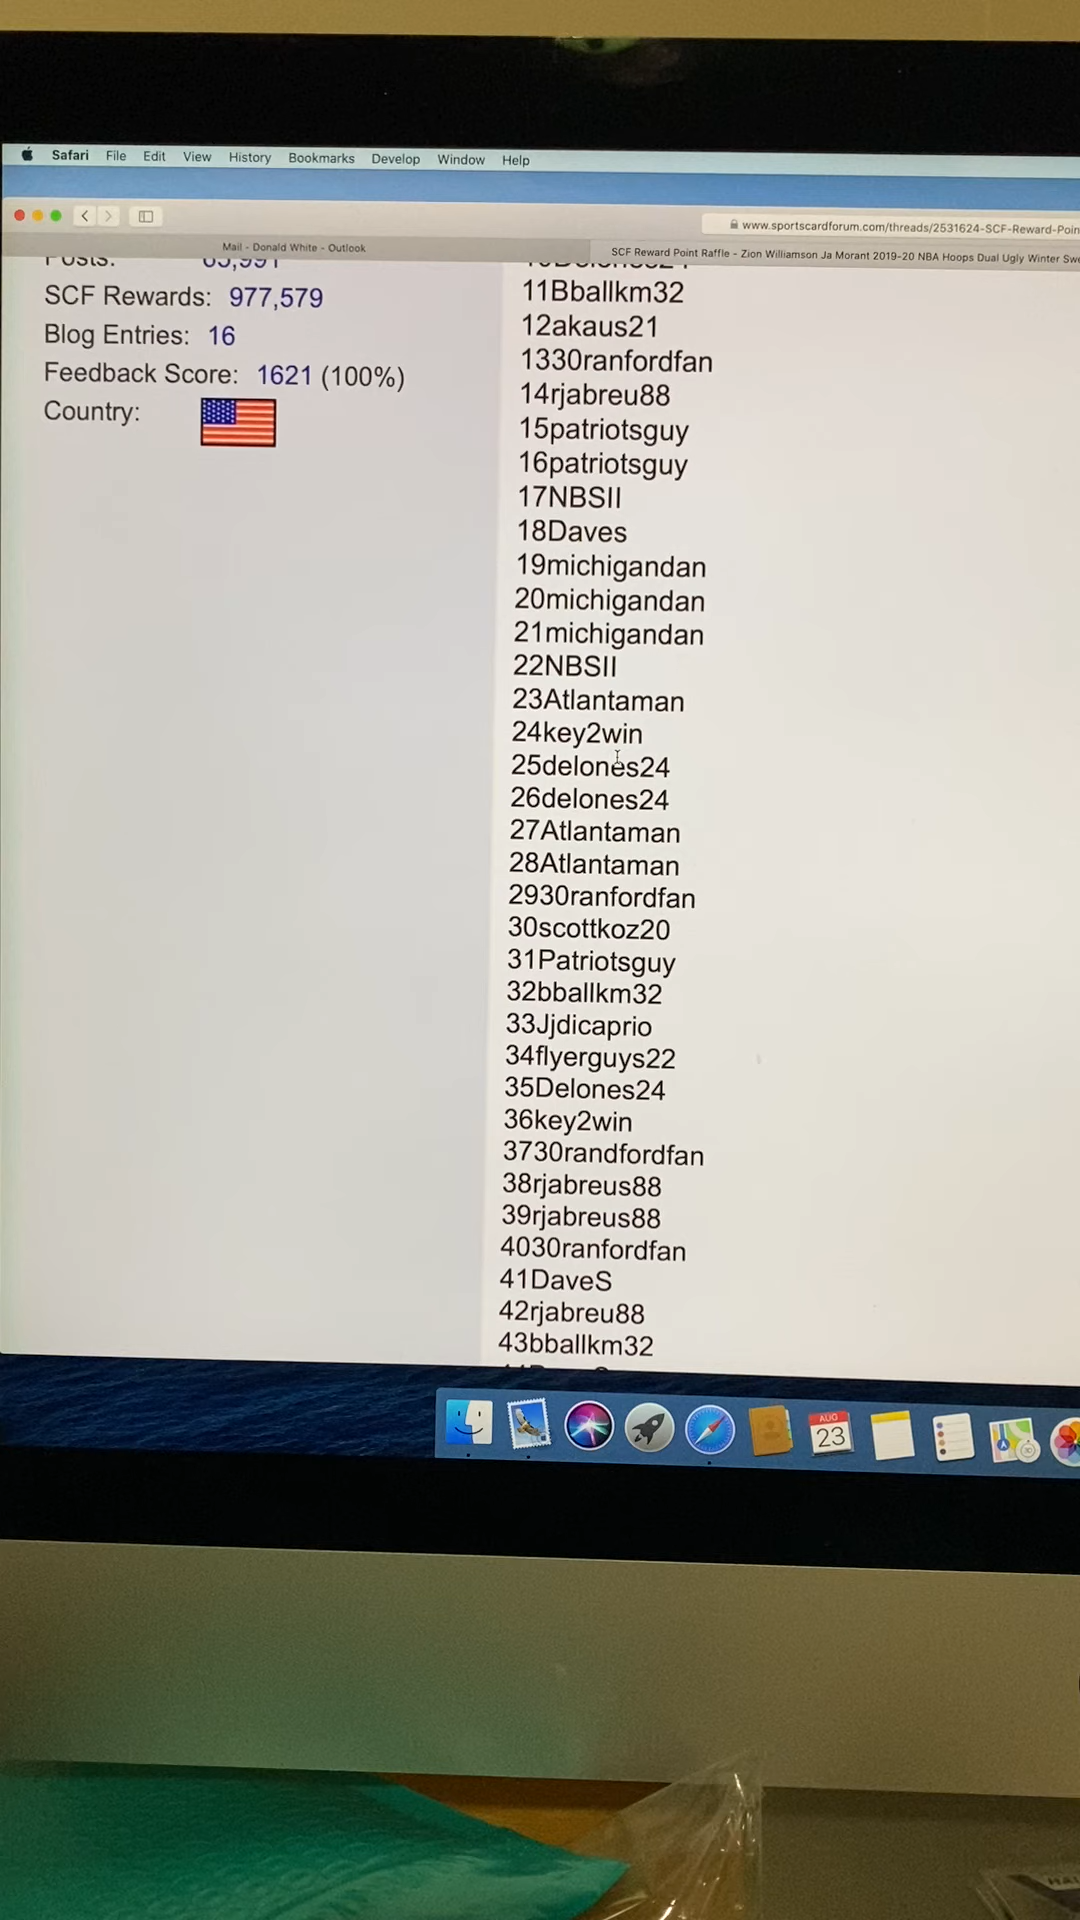 Safari File Edit View History Bookmarks Develop Window Help
www.sportscardforum.com/threads/2531624-SCF-Reward-Poin
Mail - Donald White - Outlook
SCF Reward Point Raffle - Zion Williamson Ja Morant 2019-20 NBA Hoops Dual Ugly Winter Swe
Posts:
SCF Rewards: 977,579
Blog Entries: 16
Feedback Score: 1621 (100%)
Country:
11Bballkm32
12akaus21
1330ranfordfan
14rjabreu88
15patriotsguy
16patriotsguy
17NBSII
18Daves
19michigandan
20michigandan
21michigandan
22NBSII
23Atlantaman
24key2win
25delones24
26delones24
27Atlantaman
28Atlantaman
2930ranfordfan
30scottkoz20
31Patriotsguy
32bballkm32
33Jjdicaprio
34flyerguys22
35Delones24
36key2win
3730randfordfan
38rjabreus88
39rjabreus88
4030ranfordfan
41DaveS
42rjabreu88
43bballkm32
AUG
23